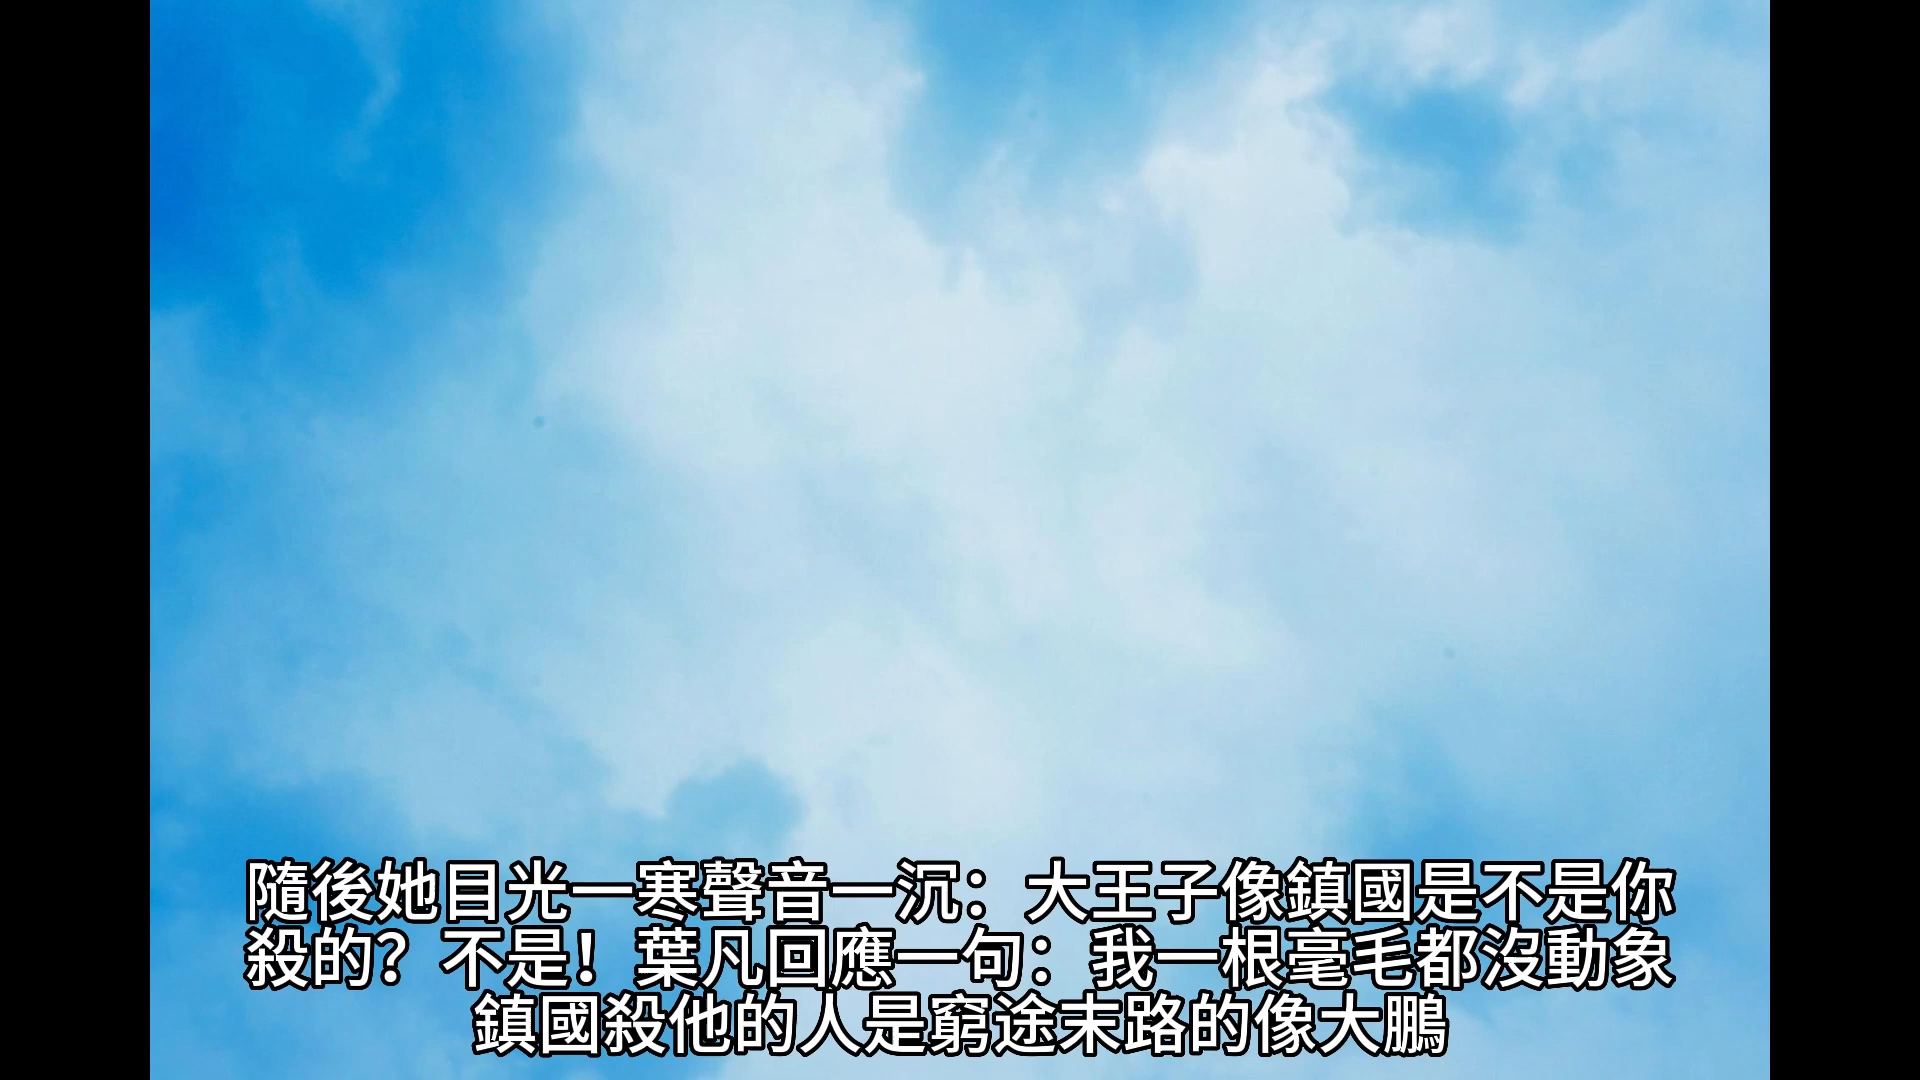 隨後她目光一寒聲音一沉：大王子像鎮國是不是你
殺的？不是！葉凡回應一句：我一根毫毛都沒動象
鎮國殺他的人是窮途末路的像大鵬